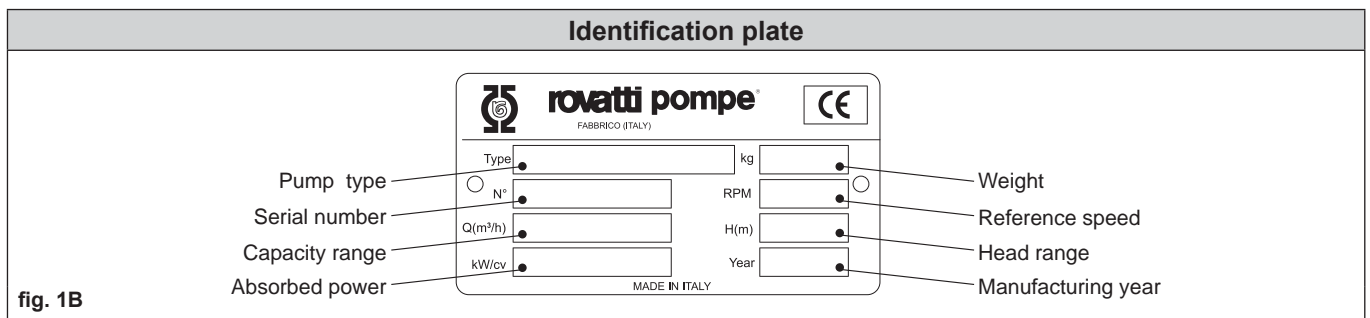 Identification plate
rovatti pompe®
FABBRICO (ITALY)
CE
Type
kg
Pump type
Weight
N°
RPM
Serial number
Reference speed
Q(m³/h)
H(m)
Capacity range
Head range
kW/cv
Year
Absorbed power
Manufacturing year
MADE IN ITALY
fig. 1B